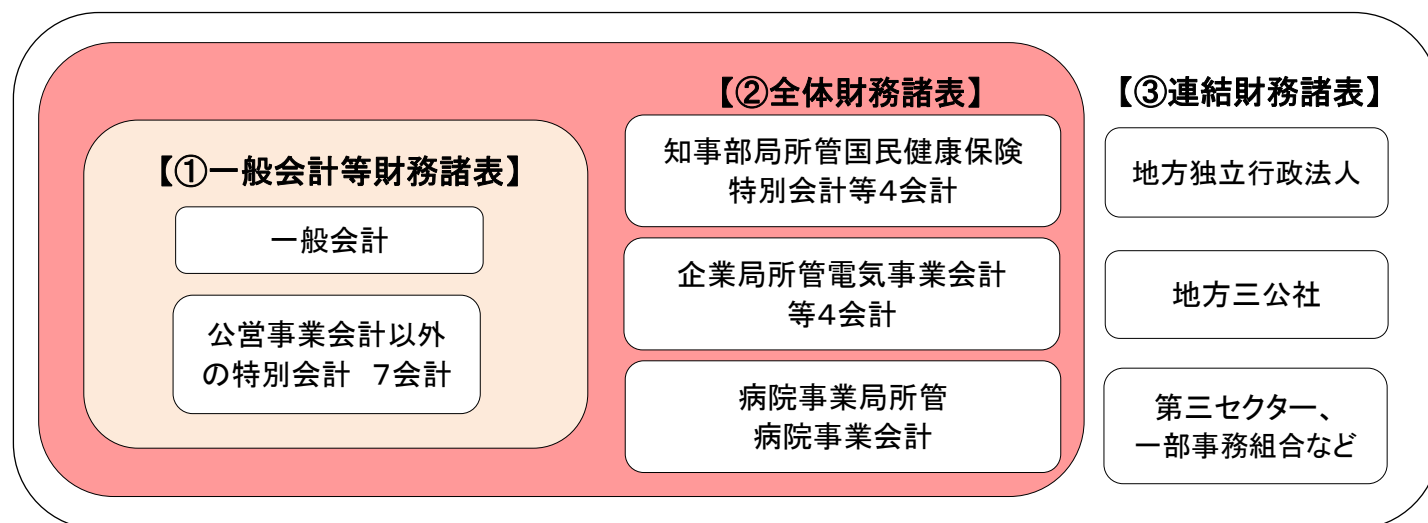 【①一般会計等財務諸表】
一般会計
公営事業会計以外
の特別会計　7会計
【②全体財務諸表】
知事部局所管国民健康保険
特別会計等4会計
企業局所管電気事業会計
等4会計
病院事業局所管
病院事業会計
【③連結財務諸表】
地方独立行政法人
地方三公社
第三セクター、
一部事務組合など